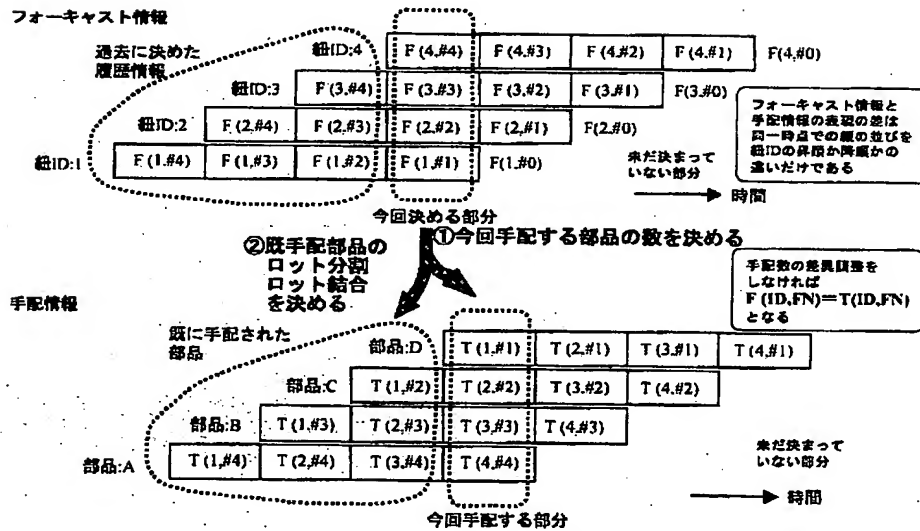 フォーキャスト情報
過去に決めた
履歴情報
紐ID:4 F (4,#4) F (4,#3) F (4,#2) F (4,#1) F(4,#0)
紐ID:3 F (3,#4) F (3,#3) F (3,#2) F (3,#1) F(3,#0)
紐ID:2 F (2,#4) F (2,#3) F (2,#2) F (2,#1) F(2,#0)
紐ID:1 F (1,#4) F (1,#3) F (1,#2) F (1,#1) F(1,#0)
フォーキャスト情報と
手配情報の表現の差は
同一時点での紐の並びを
紐IDの昇順か降順かの
違いだけである
未だ決まって
いない部分
時間
今回決める部分
①今回手配する部品の数を決める
②既手配部品の
ロット分割
ロット結合
を決める
手配数の差異調整を
しなければ
F (ID,FN)=T(ID,FN)
となる
手配情報
既に手配された
部品
部品:D T (1,#1) T (2,#1) T (3,#1) T (4,#1)
部品:C T (1,#2) T (2,#2) T (3,#2) T (4,#2)
部品:B T (1,#3) T (2,#3) T (3,#3) T (4,#3)
部品:A T (1,#4) T (2,#4) T (3,#4) T (4,#4)
未だ決まって
いない部分
時間
今回手配する部分